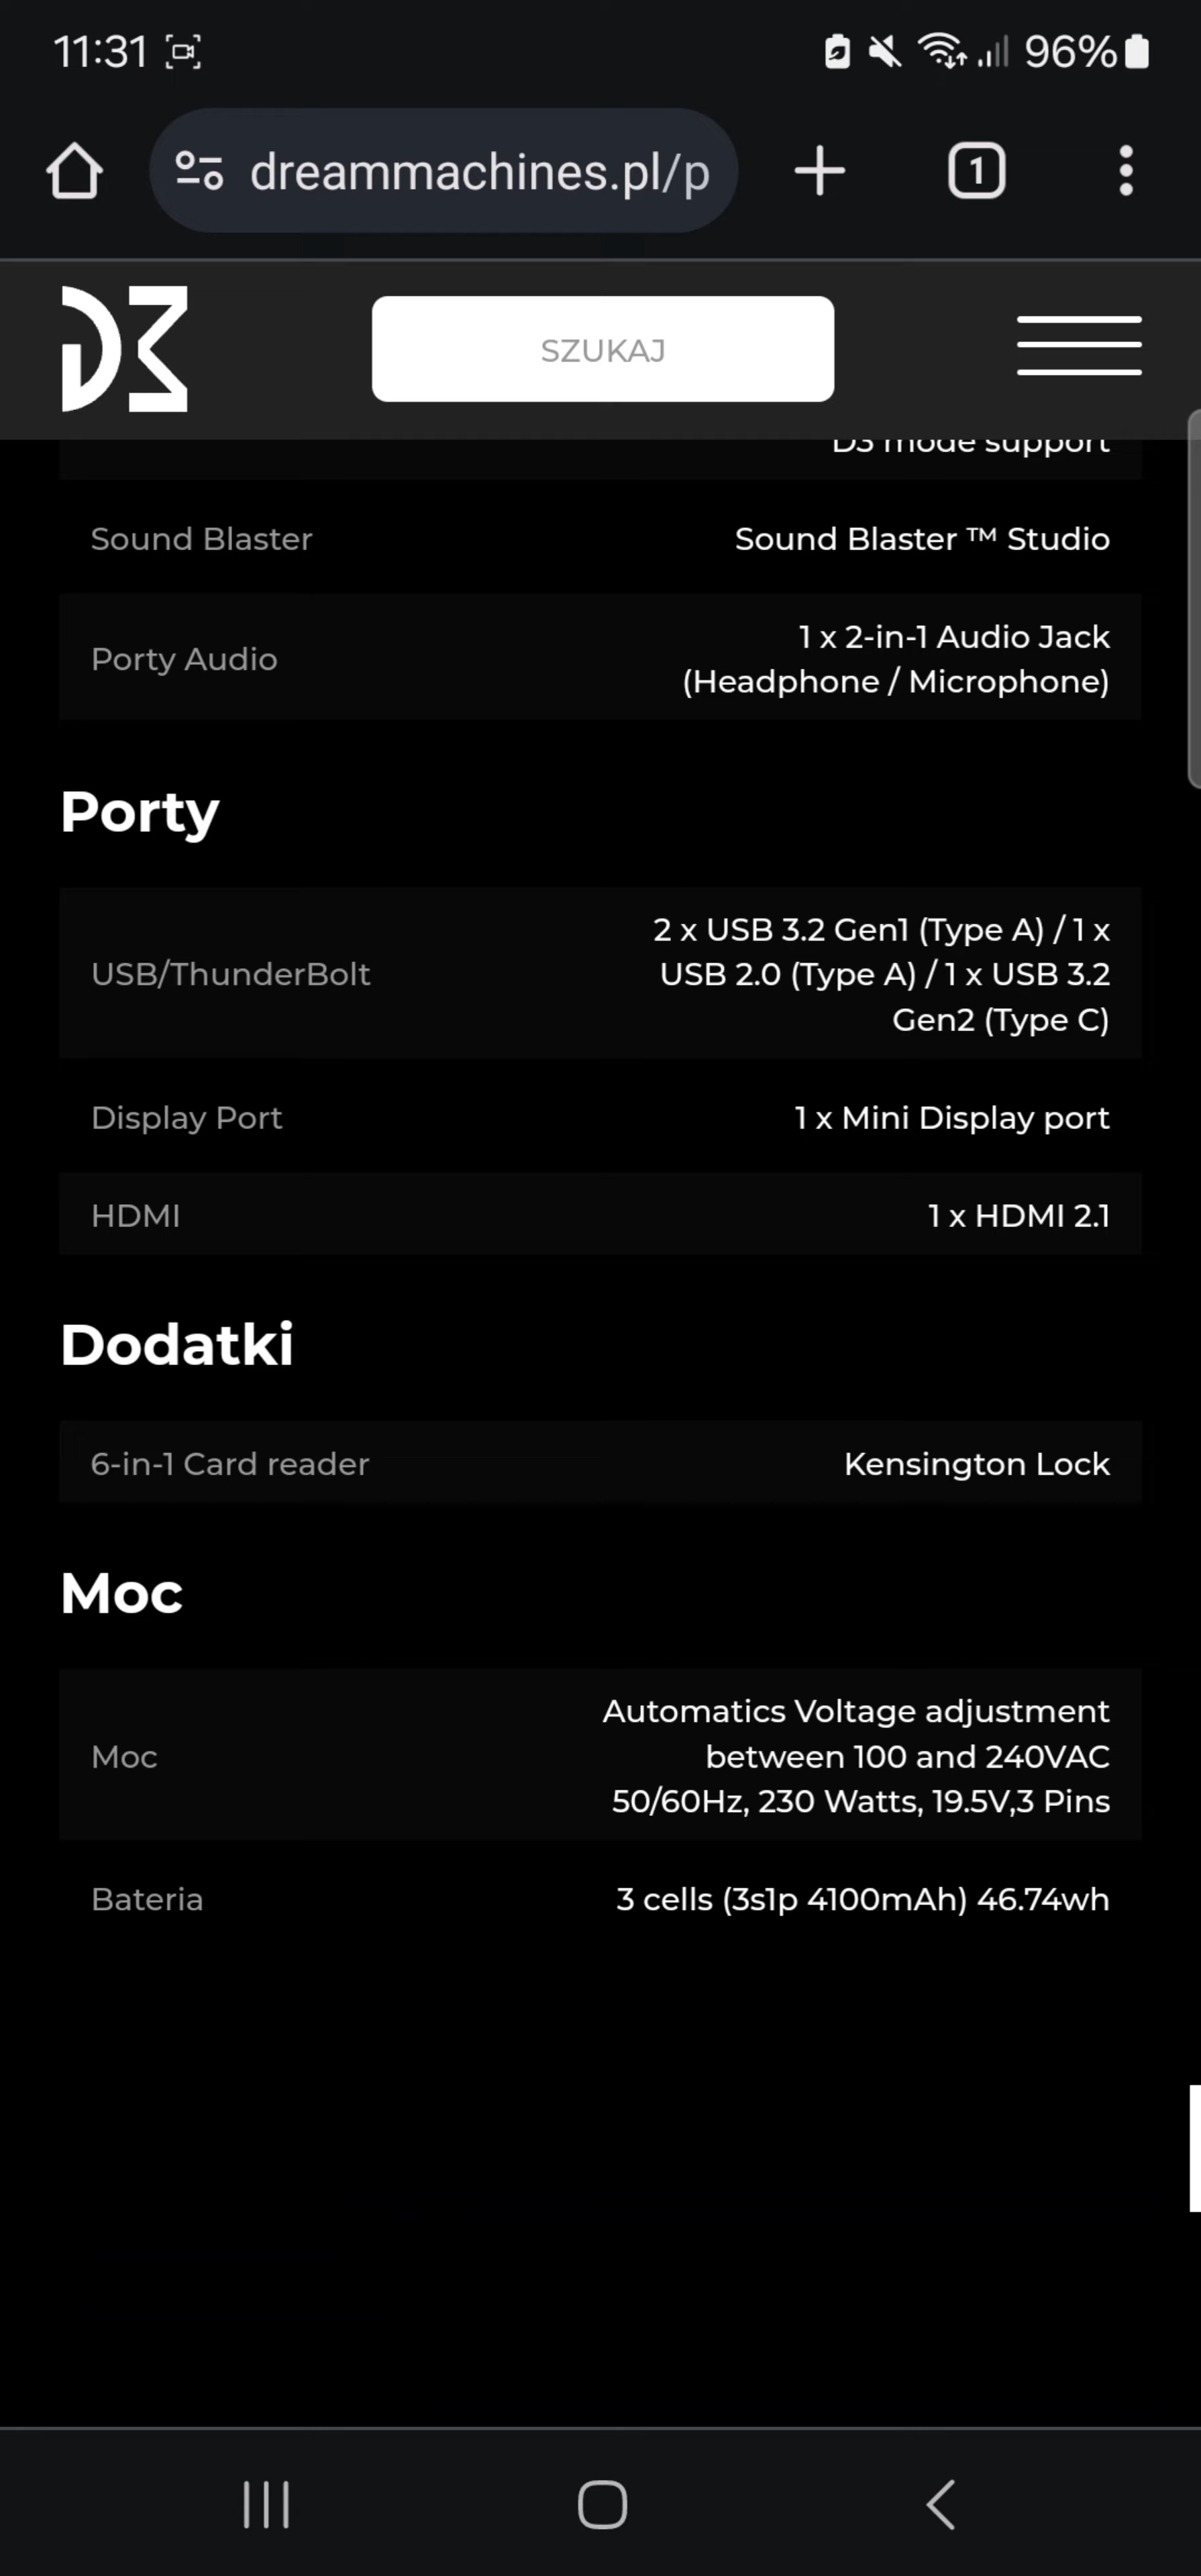 11:31
96%
dreammachines.pl/p
1
SZUKAJ
D3 mode support
Sound Blaster
Sound Blaster ™ Studio
Porty Audio
1 x 2-in-1 Audio Jack
(Headphone / Microphone)
Porty
USB/ThunderBolt
2 x USB 3.2 Gen1 (Type A) / 1 x
USB 2.0 (Type A) / 1 x USB 3.2
Gen2 (Type C)
Display Port
1 x Mini Display port
HDMI
1 x HDMI 2.1
Dodatki
6-in-1 Card reader
Kensington Lock
Moc
Moc
Automatics Voltage adjustment
between 100 and 240VAC
50/60Hz, 230 Watts, 19.5V,3 Pins
Bateria
3 cells (3s1p 4100mAh) 46.74wh